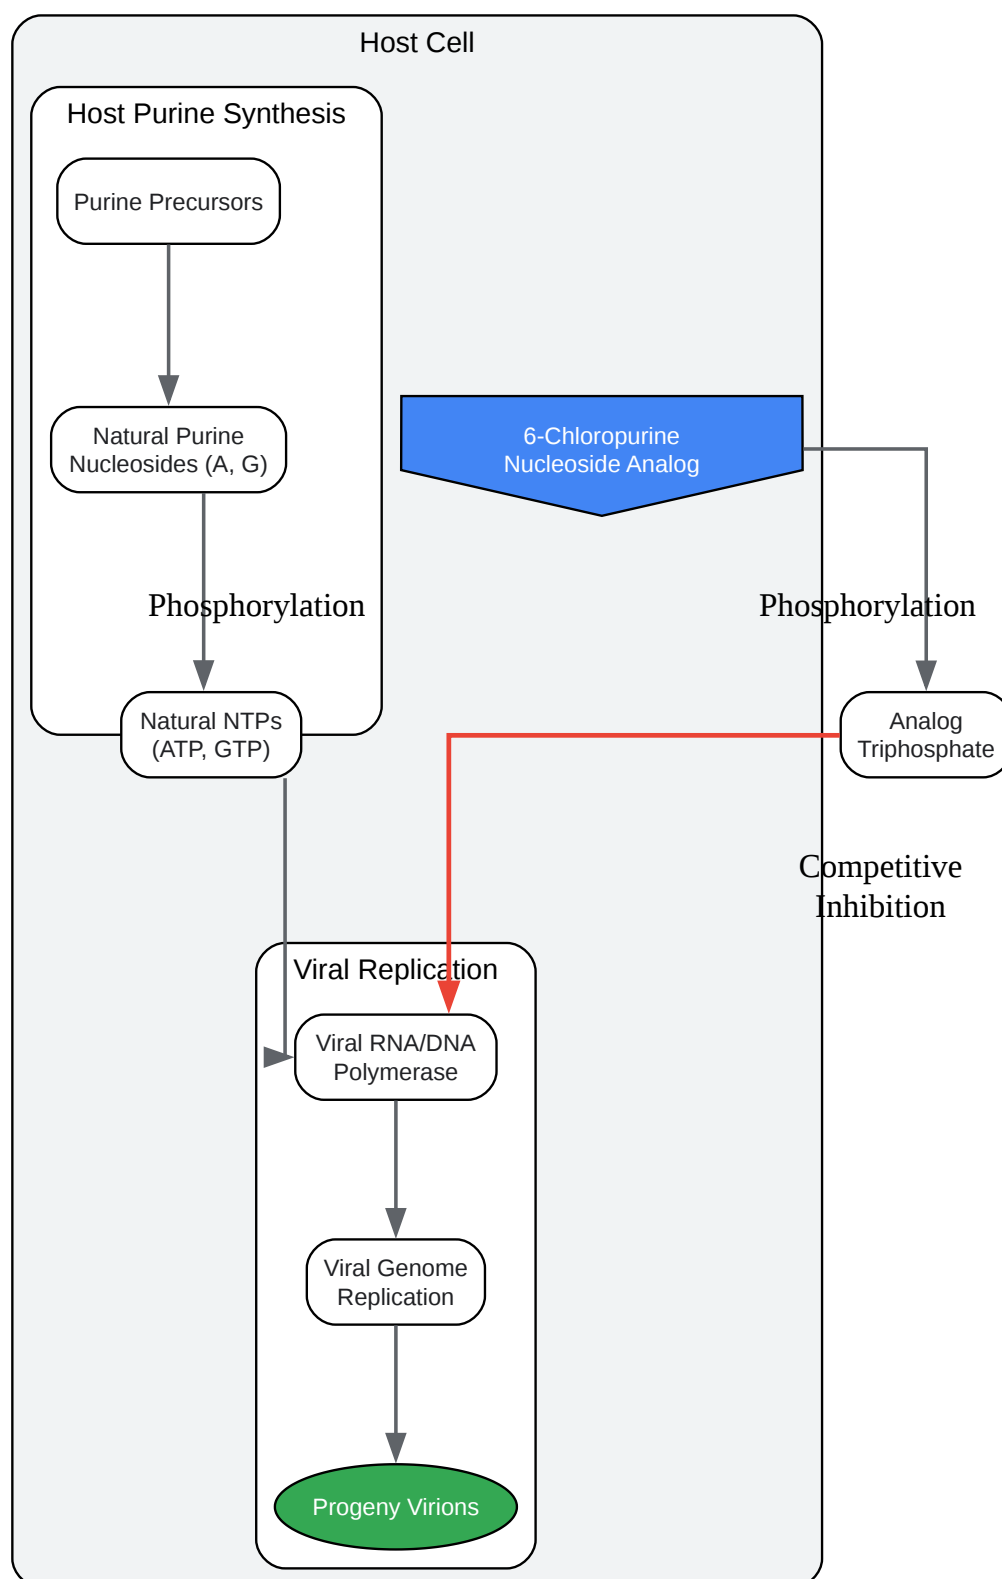 Host Cell
Host Purine Synthesis
Purine Precursors
Natural Purine
Nucleosides (A, G)
6-Chloropurine
Nucleoside Analog
Phosphorylation
Phosphorylation
Natural NTPs
(ATP, GTP)
Analog
Triphosphate
Competitive
Inhibition
Viral Replication
Viral RNA/DNA
Polymerase
Viral Genome
Replication
Progeny Virions